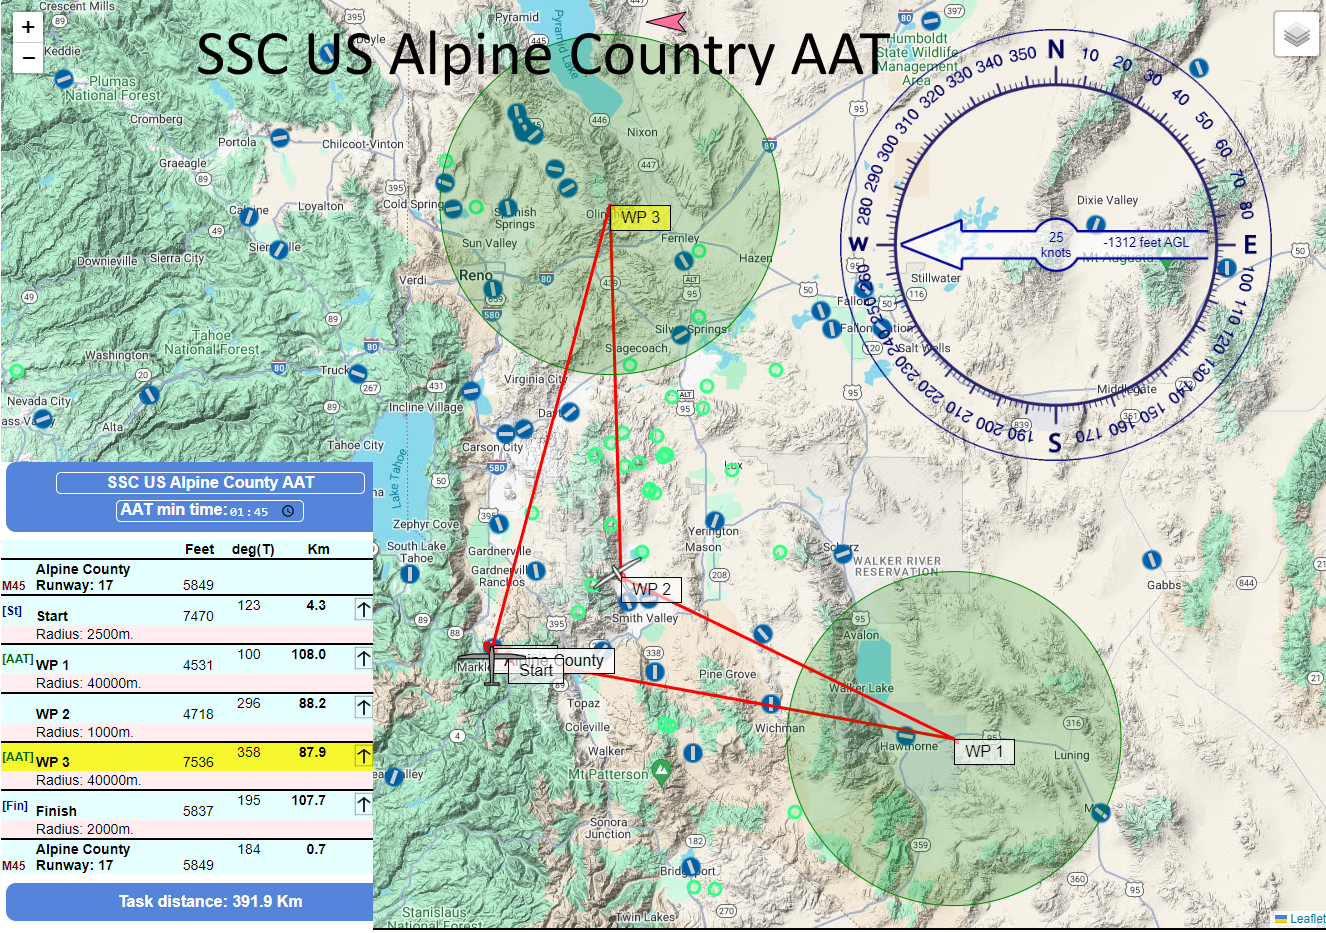 SSC US Alpine Country AAT
+
−
Crescent Mills
Keddie
Plumas
National Forest
Cromberg
Portola
Chilcoot-Vinton
Graeagle
Loyalton
Downieville
Sierra City
Verdi
Tahoe
National Forest
Washington
Nevada City
Alta
Incline Village
Tahoe City
Lake Tahoe
Pyramid
Pyramid Lake
Nixon
Cold Springs
Spanish
Springs
Sun Valley
Reno
WP 3
Fernley
Hazen
Silver Springs
Stagecoach
Virginia City
Carson City
Humboldt
State Wildlife
Management
Area
Dixie Valley
Mt Augusta
Stillwater
Fallon
Fallon Station
Salt Wells
Middlegate
N
10
20
30
40
50
60
70
80
E
100
110
120
130
140
150
160
170
S
190
200
210
220
230
240
250
260
W
280
290
300
310
320
330
340
350
25
knots
-1312 feet AGL
Zephyr Cove
South Lake
Tahoe
Gardnerville
Gardnerville
Ranchos
Yerington
Mason
Schurz
WALKER RIVER
RESERVATION
Gabbs
WP 2
Smith Valley
Alpine County
Start
Topaz
Coleville
Walker
Mt Patterson
Pine Grove
Wichman
Avalon
Walker Lake
Hawthorne
WP 1
Luning
Sonora
Junction
Bridgeport
Twin Lakes
Stanislaus
National Forest
Leaflet
SSC US Alpine County AAT
AAT min time: 01:45
Feet deg(T) Km
Alpine County
M45 Runway: 17 5849
[St] Start 7470 123 4.3 ↑
Radius: 2500m.
[AAT] WP 1 4531 100 108.0 ↑
Radius: 40000m.
WP 2 4718 296 88.2 ↑
Radius: 1000m.
[AAT] WP 3 7536 358 87.9 ↑
Radius: 40000m.
[Fin] Finish 5837 195 107.7 ↑
Radius: 2000m.
Alpine County 184 0.7
M45 Runway: 17 5849
Task distance: 391.9 Km